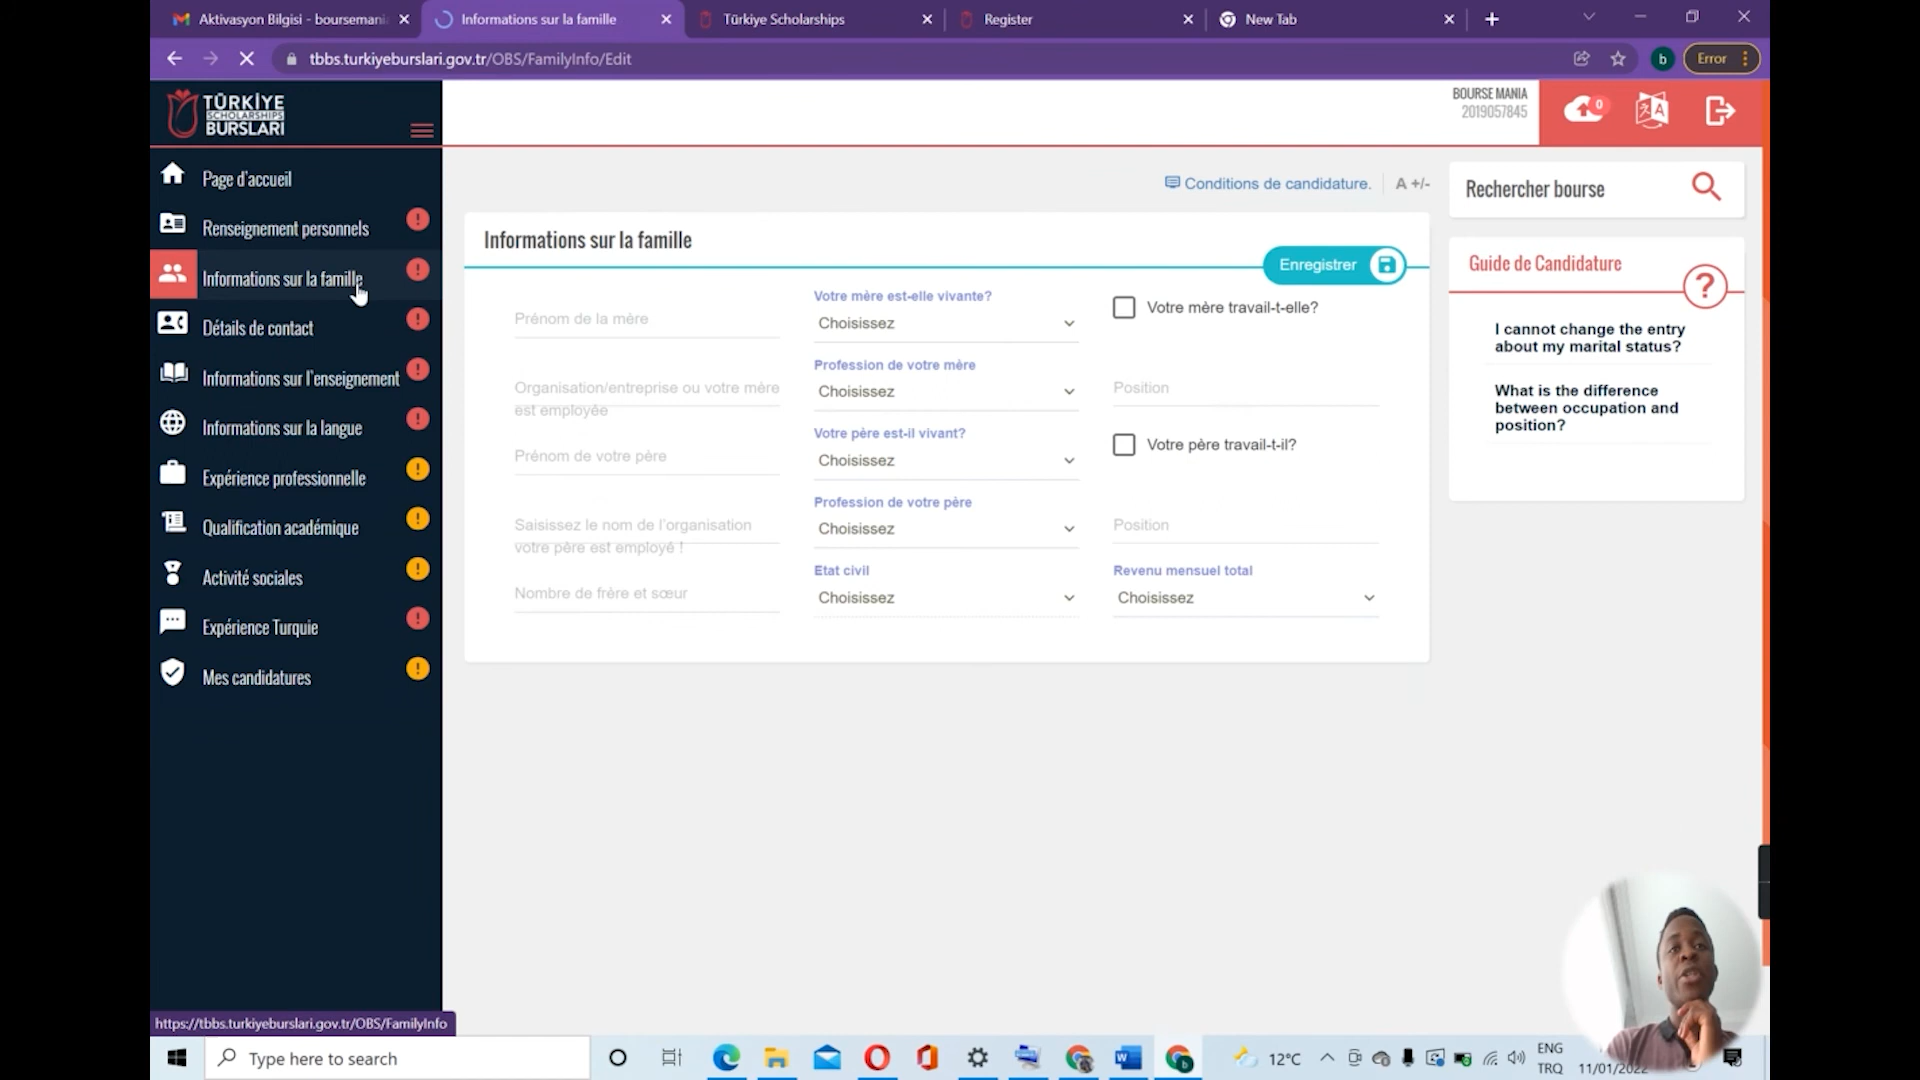 Aktivasyon Bilgisi - boursemani
Informations sur la famille
Türkiye Scholarships
Register
New Tab
tbbs.turkiyeburslari.gov.tr/OBS/FamilyInfo/Edit
b
Error
TÜRKİYE
SCHOLARSHIPS
BURSLARI
BOURSE MANIA
2019057845
0
Page d'accueil
Renseignement personnels
Informations sur la famille
Détails de contact
Informations sur l'enseignement
Informations sur la langue
Expérience professionnelle
Qualification académique
Activité sociales
Expérience Turquie
Mes candidatures
Conditions de candidature.
A +/-
Informations sur la famille
Enregistrer
Prénom de la mère
Votre mère est-elle vivante?
Choisissez
Votre mère travail-t-elle?
Organisation/entreprise ou votre mère
est employée
Profession de votre mère
Choisissez
Position
Prénom de votre père
Votre père est-il vivant?
Choisissez
Votre père travail-t-il?
Saisissez le nom de l'organisation
votre père est employé !
Profession de votre père
Choisissez
Position
Nombre de frère et sœur
Etat civil
Choisissez
Revenu mensuel total
Choisissez
Rechercher bourse
Guide de Candidature
?
I cannot change the entry
about my marital status?
What is the difference
between occupation and
position?
https://tbbs.turkiyeburslari.gov.tr/OBS/FamilyInfo
Type here to search
12°C
ENG
TRQ
11/01/2022